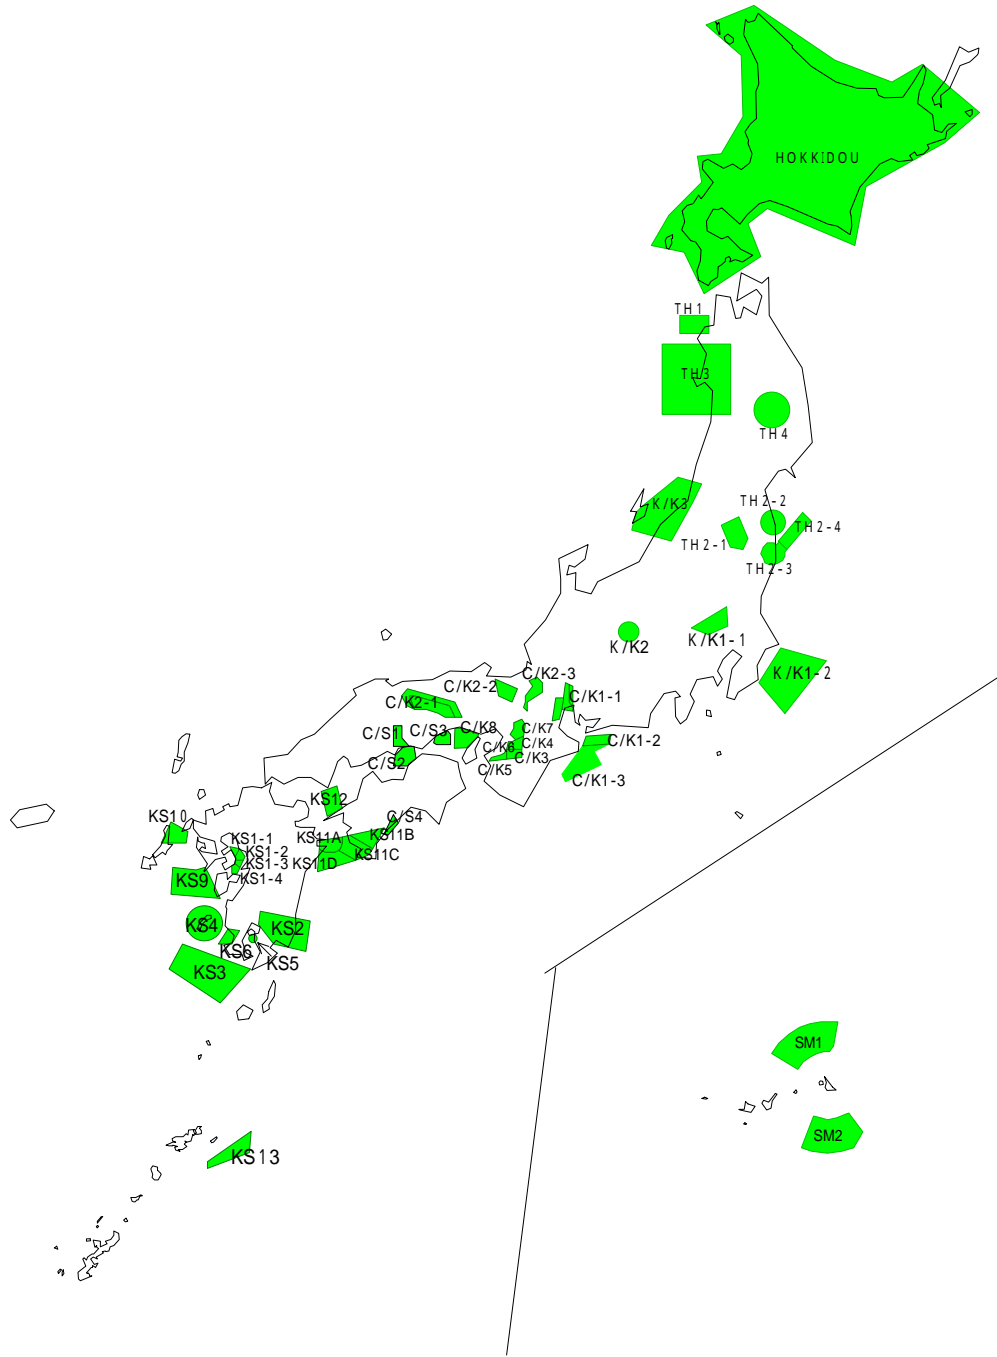 HOKKIDOU
TH1
TH3
TH4
K/K3
TH2-2
TH2-4
TH2-1
TH2-3
K/K2
K/K1-1
K/K1-2
C/K2-3
C/K2-2
C/K2-1
C/K1-1
C/S1
C/S3
C/K8
C/K7
C/K6
C/K4
C/K1-2
C/S2
C/K3
C/K5
C/K1-3
KS12
KS10
C/S4
KS1-1
KS11A
KS11B
KS1-2
KS11C
KS1-3
KS11D
KS1-4
KS9
KS4
KS2
KS6
KS5
KS3
SM1
SM2
KS13